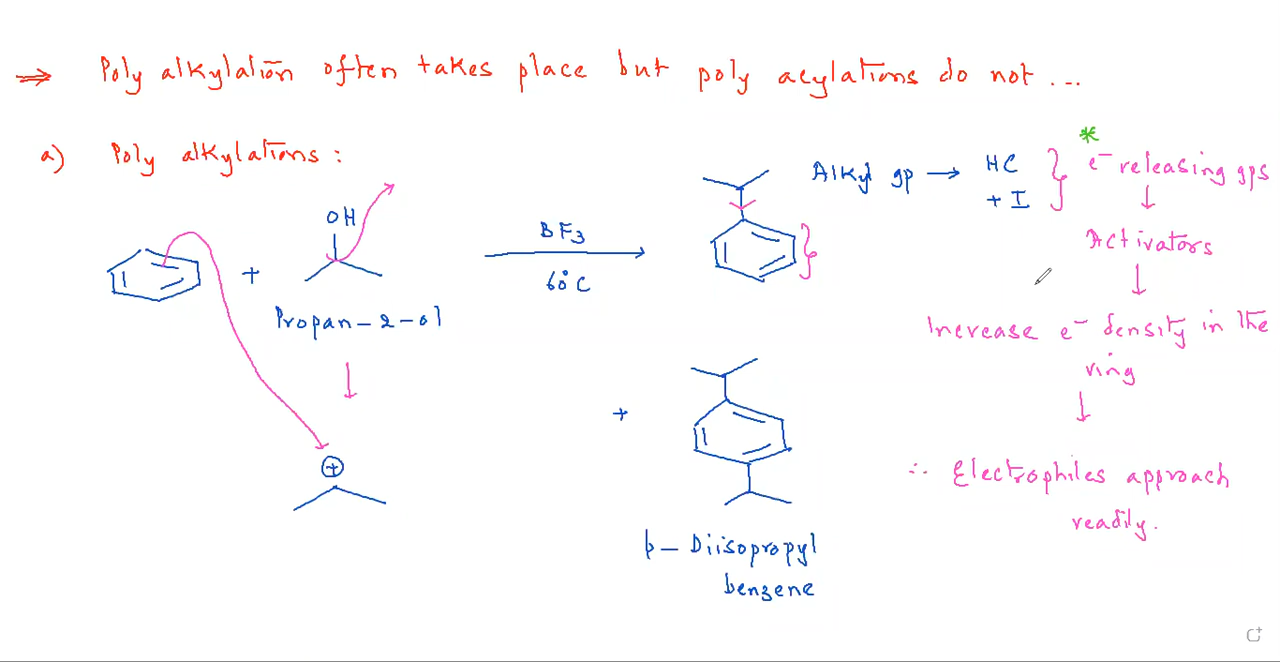 ⇒ Poly alkylation often takes place but poly acylations do not ...
a) Poly alkylations :
OH
+
Propan-2-ol
+
BF3
60°C
+
p- Diisopropyl
benzene
Alkyl gp → HC
+ I
} *
e- releasing gps
↓
Activators
↓
Increase e- density in the
ring
↓
∴ Electrophiles approach
readily.